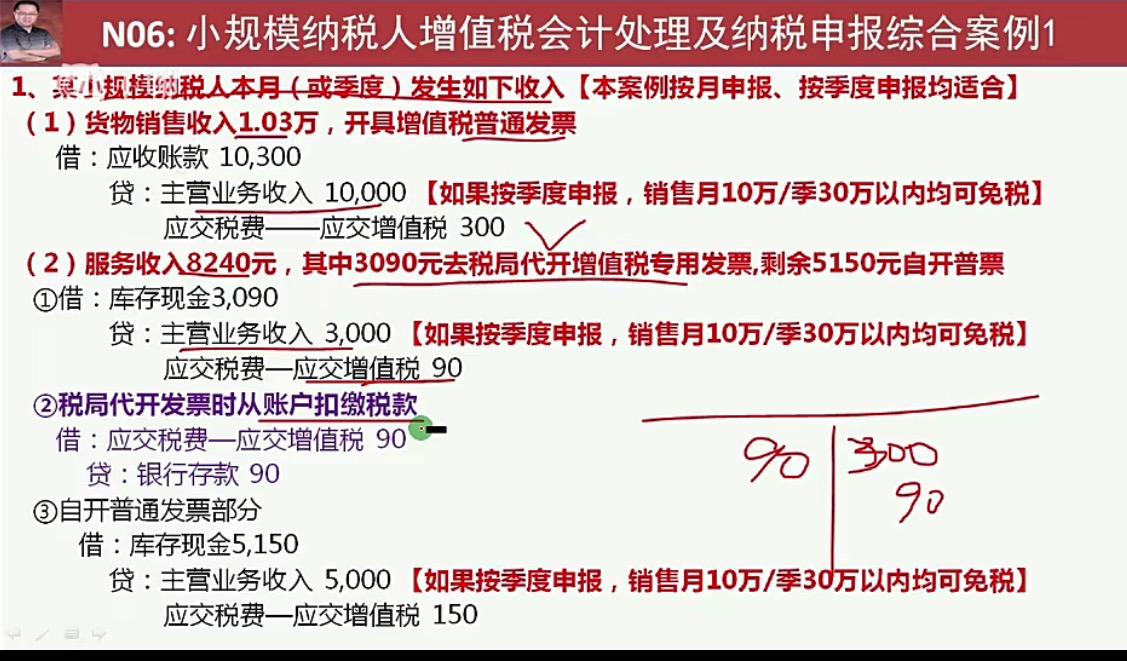 N06: 小规模纳税人增值税会计处理及纳税申报综合案例1
1、某小规模纳税人本月（或季度）发生如下收入【本案例按月申报、按季度申报均适合】
（1）货物销售收入1.03万，开具增值税普通发票
借：应收账款 10,300
贷：主营业务收入 10,000 【如果按季度申报，销售月10万/季30万以内均可免税】
应交税费——应交增值税 300
（2）服务收入8240元，其中3090元去税局代开增值税专用发票,剩余5150元自开普票
①借：库存现金3,090
贷：主营业务收入 3,000 【如果按季度申报，销售月10万/季30万以内均可免税】
应交税费—应交增值税 90
②税局代开发票时从账户扣缴税款
借：应交税费—应交增值税 90
贷：银行存款 90
90 300
90
③自开普通发票部分
借：库存现金5,150
贷：主营业务收入 5,000 【如果按季度申报，销售月10万/季30万以内均可免税】
应交税费—应交增值税 150